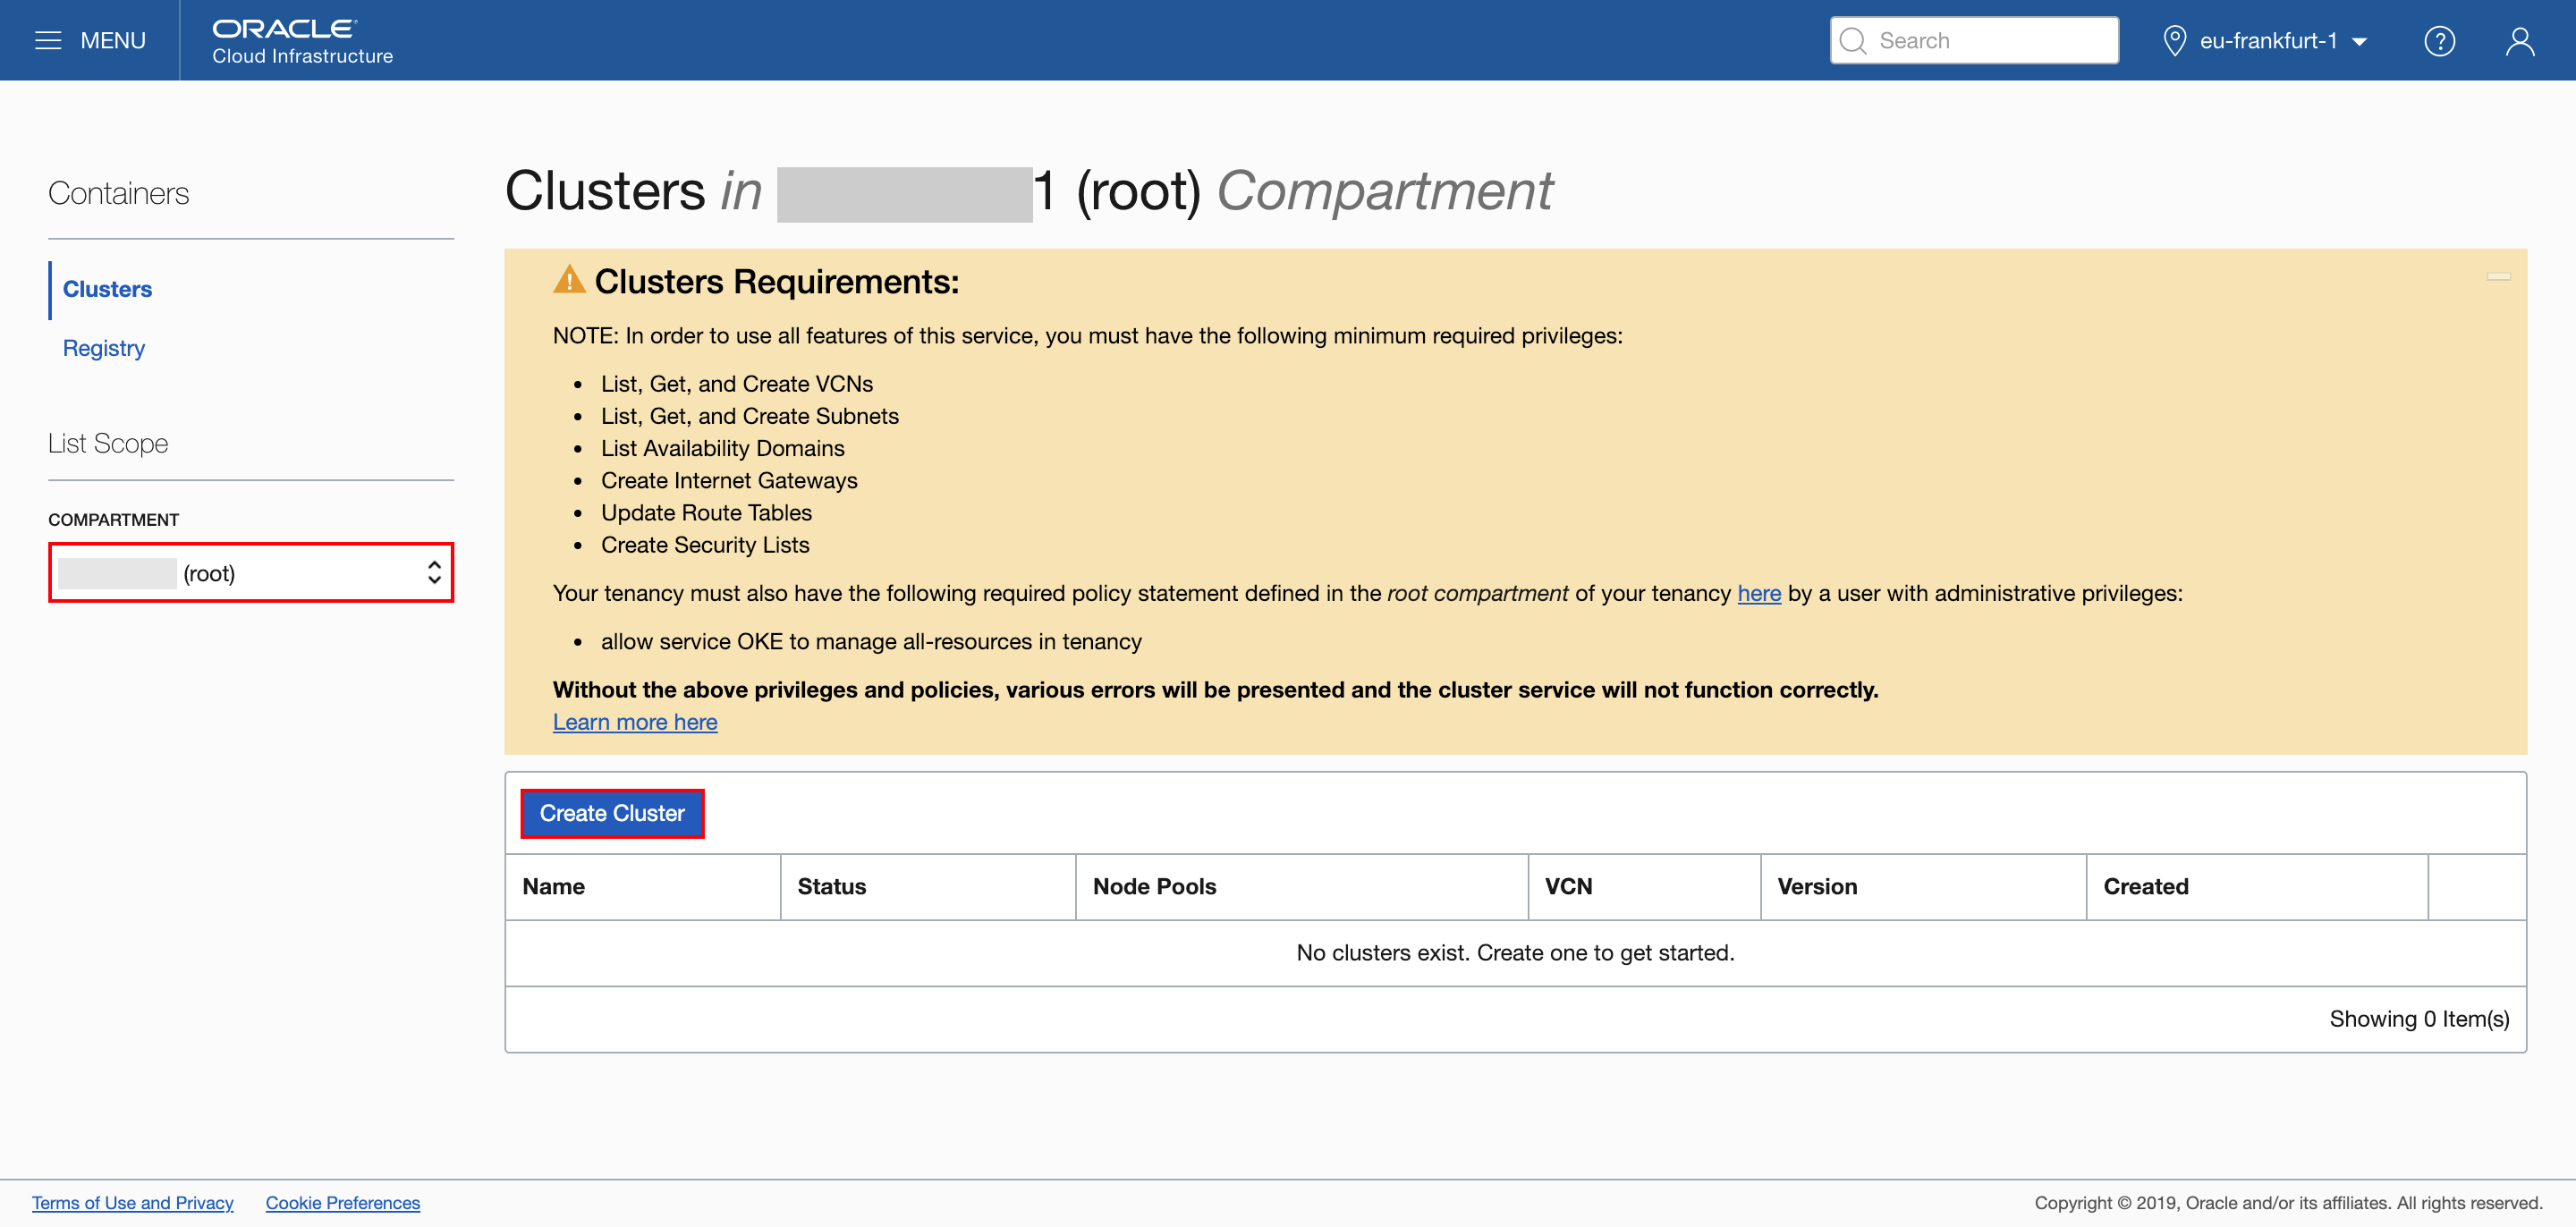 MENU
ORACLE
Cloud Infrastructure
Search
eu-frankfurt-1
?
Containers
Clusters
Registry
List Scope
COMPARTMENT
(root)
Clusters in 1 (root) Compartment
Clusters Requirements:
NOTE: In order to use all features of this service, you must have the following minimum required privileges:
• List, Get, and Create VCNs
• List, Get, and Create Subnets
• List Availability Domains
• Create Internet Gateways
• Update Route Tables
• Create Security Lists
Your tenancy must also have the following required policy statement defined in the root compartment of your tenancy here by a user with administrative privileges:
• allow service OKE to manage all-resources in tenancy
Without the above privileges and policies, various errors will be presented and the cluster service will not function correctly.
Learn more here
Create Cluster
Name Status Node Pools VCN Version Created
No clusters exist. Create one to get started.
Showing 0 Item(s)
Terms of Use and Privacy Cookie Preferences
Copyright © 2019, Oracle and/or its affiliates. All rights reserved.